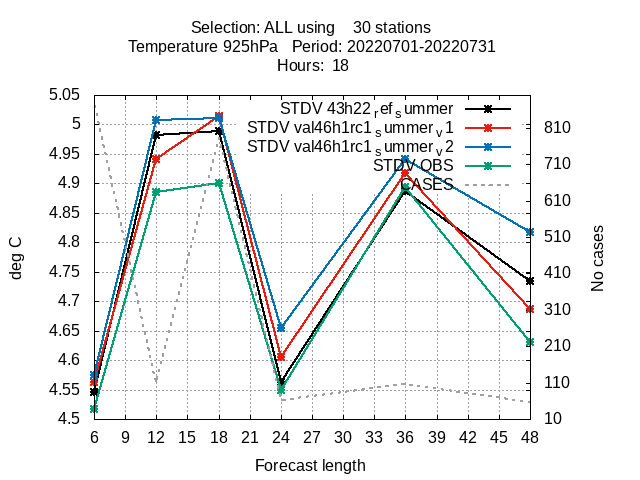 Selection: ALL using 30 stations
Temperature 925hPa Period: 20220701-20220731
Hours: 18
STDV 43h22refsummer
STDV val46h1rc1summerv1
STDV val46h1rc1summerv2
STDV OBS
CASES
5.05
5
4.95
4.9
4.85
4.8
4.75
4.7
4.65
4.6
4.55
4.5
deg C
810
710
610
510
410
310
210
110
10
No cases
6 9 12 15 18 21 24 27 30 33 36 39 42 45 48
Forecast length